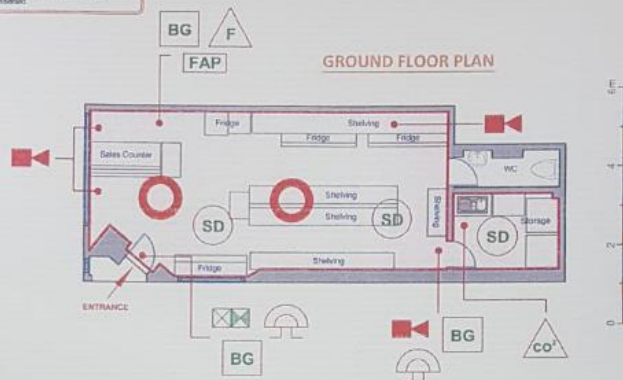 BG
F
FAP
GROUND FLOOR PLAN
Fridge
Shelving
Fridge
Fridge
Sales Counter
WC
Shelving
Shelving
Shelving
Storage
SD
SD
SD
Fridge
Shelving
ENTRANCE
BG
BG
CO²
6m
4
2
0